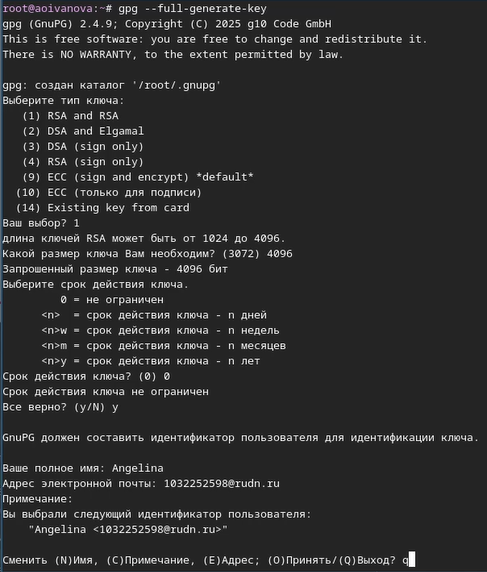 root@aoivanova:~# gpg --full-generate-key
gpg (GnuPG) 2.4.9; Copyright (C) 2025 g10 Code GmbH
This is free software: you are free to change and redistribute it.
There is NO WARRANTY, to the extent permitted by law.

gpg: создан каталог '/root/.gnupg'
Выберите тип ключа:
   (1) RSA and RSA
   (2) DSA and Elgamal
   (3) DSA (sign only)
   (4) RSA (sign only)
   (9) ECC (sign and encrypt) *default*
  (10) ECC (только для подписи)
  (14) Existing key from card
Ваш выбор? 1
длина ключей RSA может быть от 1024 до 4096.
Какой размер ключа Вам необходим? (3072) 4096
Запрошенный размер ключа - 4096 бит
Выберите срок действия ключа.
         0 = не ограничен
      <n>  = срок действия ключа - n дней
      <n>w = срок действия ключа - n недель
      <n>m = срок действия ключа - n месяцев
      <n>y = срок действия ключа - n лет
Срок действия ключа? (0) 0
Срок действия ключа не ограничен
Все верно? (y/N) y

GnuPG должен составить идентификатор пользователя для идентификации ключа.

Ваше полное имя: Angelina
Адрес электронной почты: 1032252598@rudn.ru
Примечание:
Вы выбрали следующий идентификатор пользователя:
    "Angelina <1032252598@rudn.ru>"

Сменить (N)Имя, (C)Примечание, (E)Адрес; (O)Принять/(Q)Выход? q